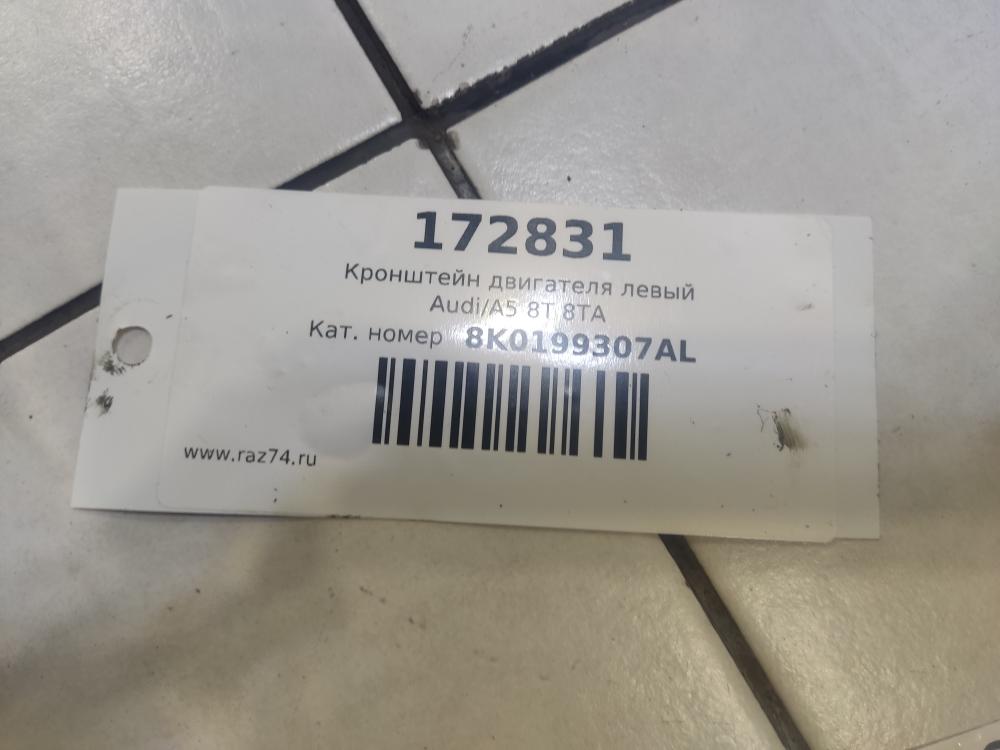 172831
Кронштейн двигателя левый
Audi/A5 8T 8TA
Кат. номер 8K0199307AL
www.raz74.ru